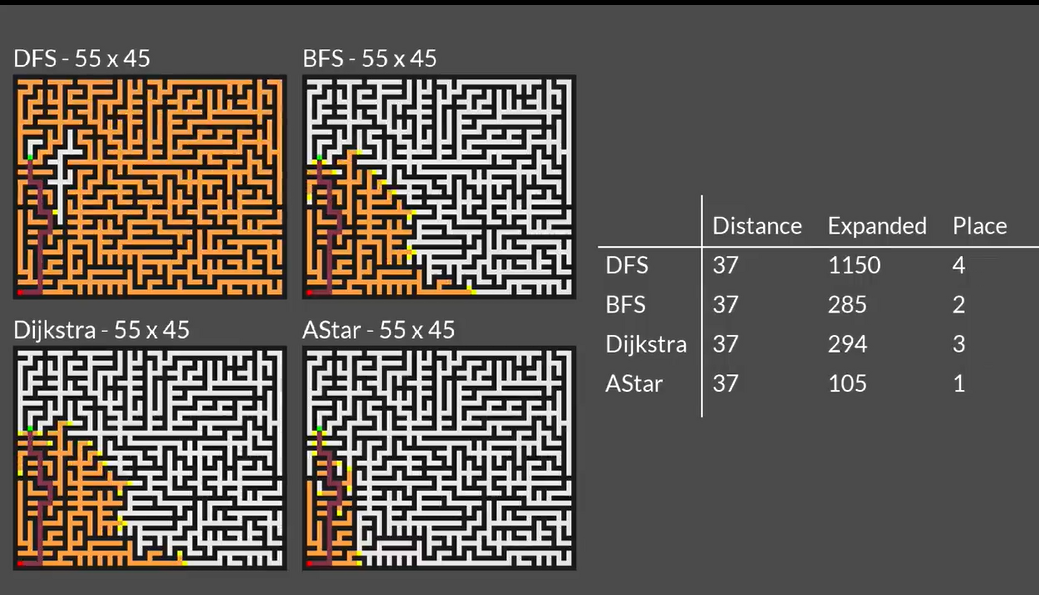 DFS - 55 x 45
BFS - 55 x 45
Dijkstra - 55 x 45
AStar - 55 x 45
Distance Expanded Place
DFS 37 1150 4
BFS 37 285 2
Dijkstra 37 294 3
AStar 37 105 1